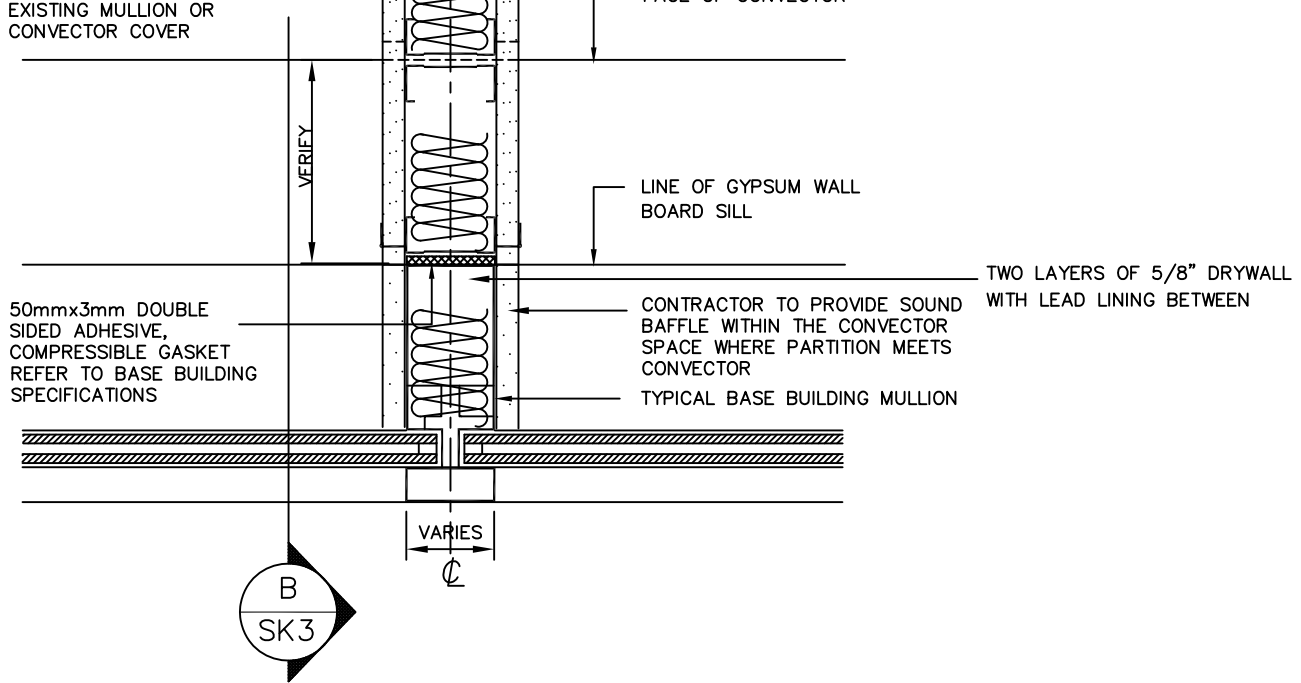 EXISTING MULLION OR
CONVECTOR COVER
VERIFY
LINE OF GYPSUM WALL
BOARD SILL
TWO LAYERS OF 5/8" DRYWALL
WITH LEAD LINING BETWEEN
50mmx3mm DOUBLE
SIDED ADHESIVE,
COMPRESSIBLE GASKET
REFER TO BASE BUILDING
SPECIFICATIONS
CONTRACTOR TO PROVIDE SOUND
BAFFLE WITHIN THE CONVECTOR
SPACE WHERE PARTITION MEETS
CONVECTOR
TYPICAL BASE BUILDING MULLION
VARIES
℄
B
SK3